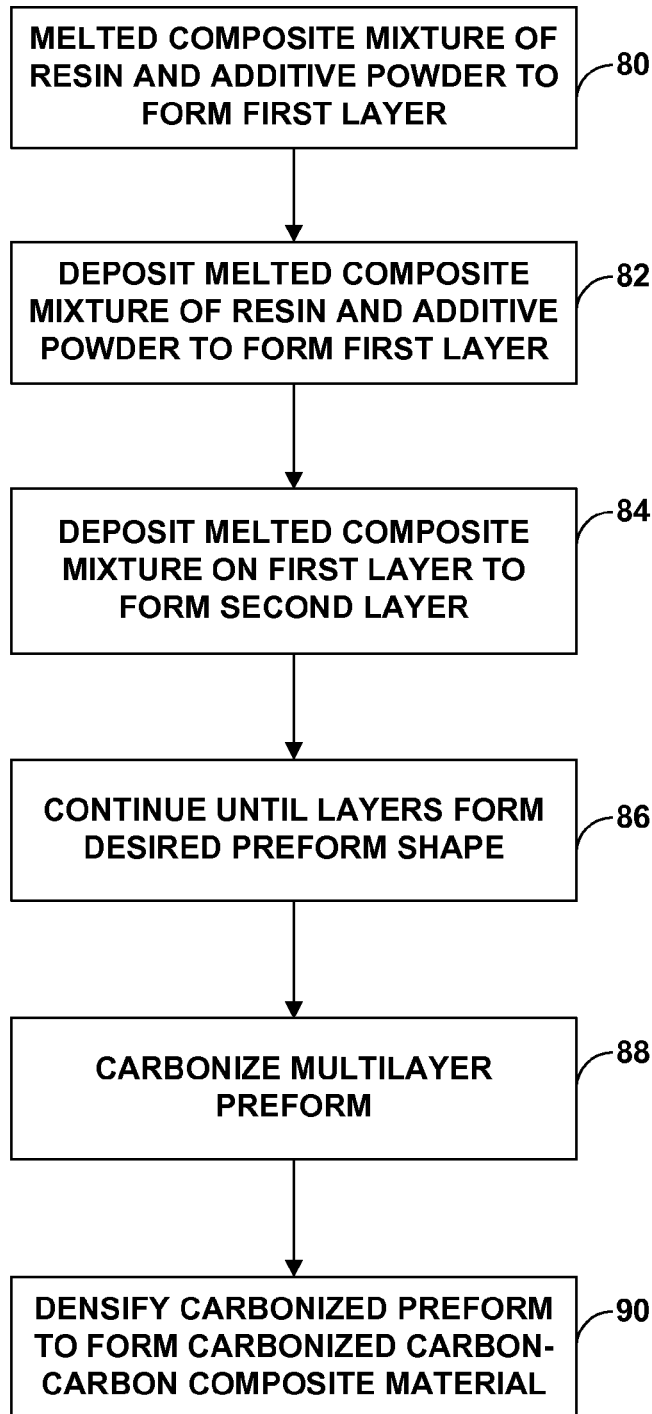 MELTED COMPOSITE MIXTURE OF
RESIN AND ADDITIVE POWDER TO
FORM FIRST LAYER
80
DEPOSIT MELTED COMPOSITE
MIXTURE OF RESIN AND ADDITIVE
POWDER TO FORM FIRST LAYER
82
DEPOSIT MELTED COMPOSITE
MIXTURE ON FIRST LAYER TO
FORM SECOND LAYER
84
CONTINUE UNTIL LAYERS FORM
DESIRED PREFORM SHAPE
86
CARBONIZE MULTILAYER
PREFORM
88
DENSIFY CARBONIZED PREFORM
TO FORM CARBONIZED CARBON-
CARBON COMPOSITE MATERIAL
90